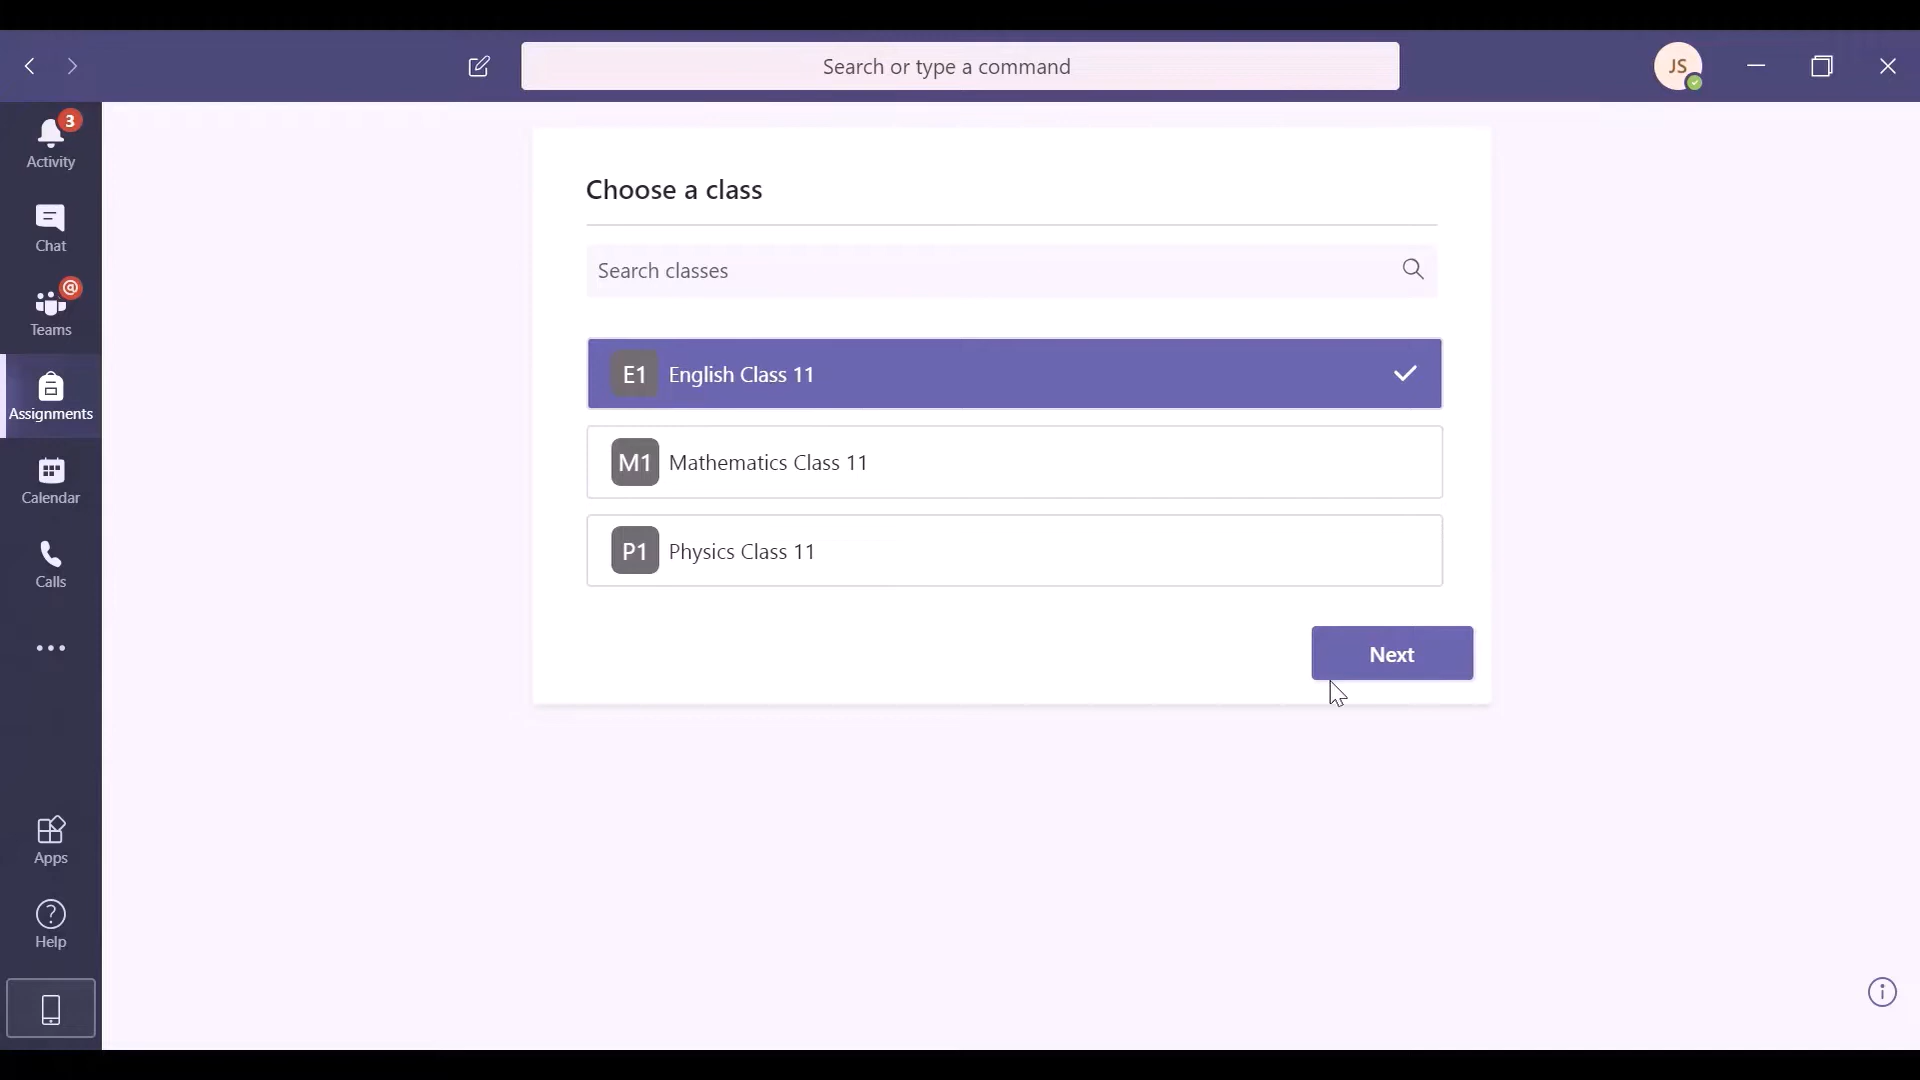 Search or type a command
JS
3
Activity
Chat
@
Teams
Assignments
Calendar
Calls
Apps
Help
Choose a class
Search classes
E1 English Class 11
M1 Mathematics Class 11
P1 Physics Class 11
Next